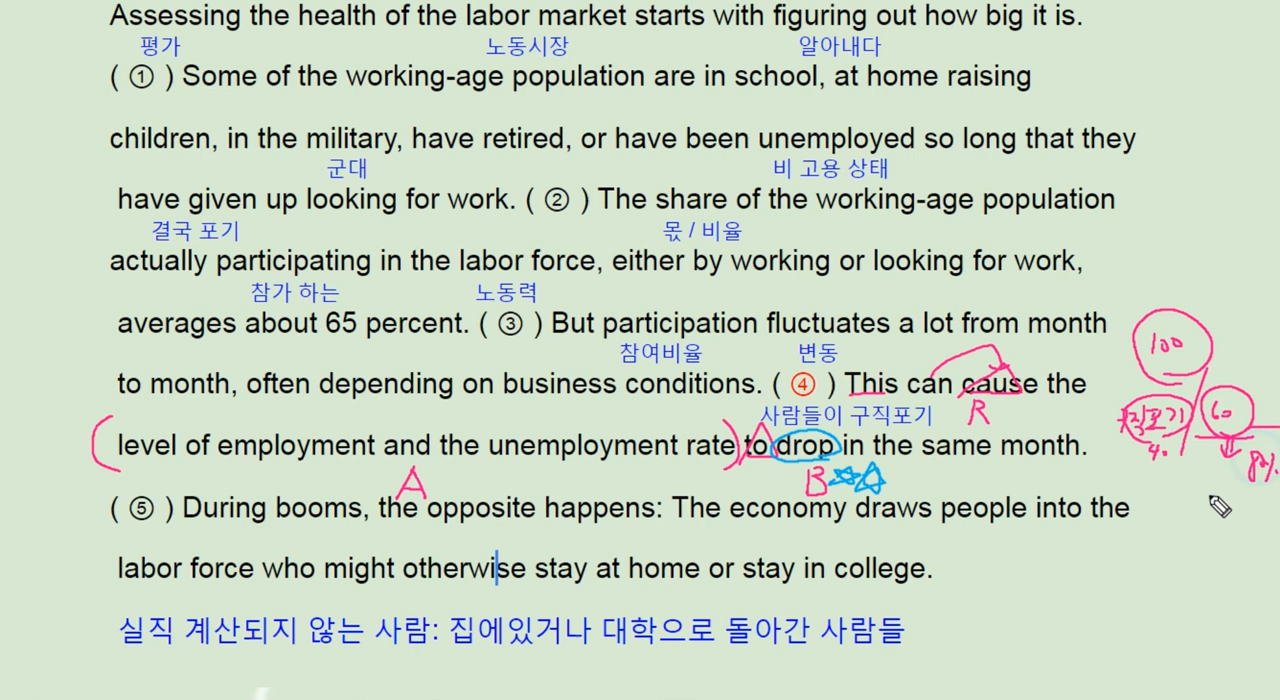 Assessing the health of the labor market starts with figuring out how big it is.
평가 노동시장 알아내다
( ① ) Some of the working-age population are in school, at home raising
children, in the military, have retired, or have been unemployed so long that they
군대 비 고용 상태
have given up looking for work. ( ② ) The share of the working-age population
결국 포기 몫 / 비율
actually participating in the labor force, either by working or looking for work,
참가 하는 노동력
averages about 65 percent. ( ③ ) But participation fluctuates a lot from month
참여비율 변동
100
to month, often depending on business conditions. ( ④ ) This can cause the
사람들이 구직포기 R
구직포기 60
level of employment and the unemployment rate) to drop in the same month.
40
A B 8%
( ⑤ ) During booms, the opposite happens: The economy draws people into the
labor force who might otherwise stay at home or stay in college.
실직 계산되지 않는 사람: 집에있거나 대학으로 돌아간 사람들